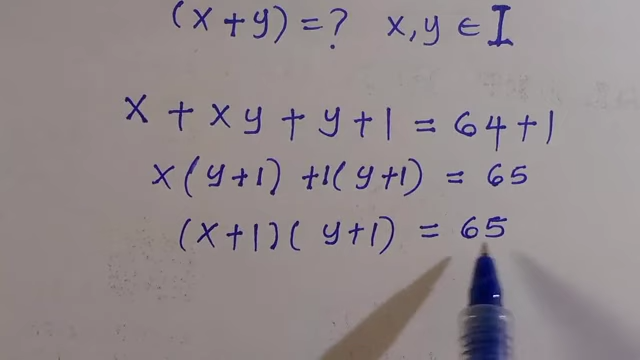 (x+y) = ? x, y ∈ I
x + xy + y + 1 = 64 + 1
x(y+1) + 1(y+1) = 65
(x+1)(y+1) = 65